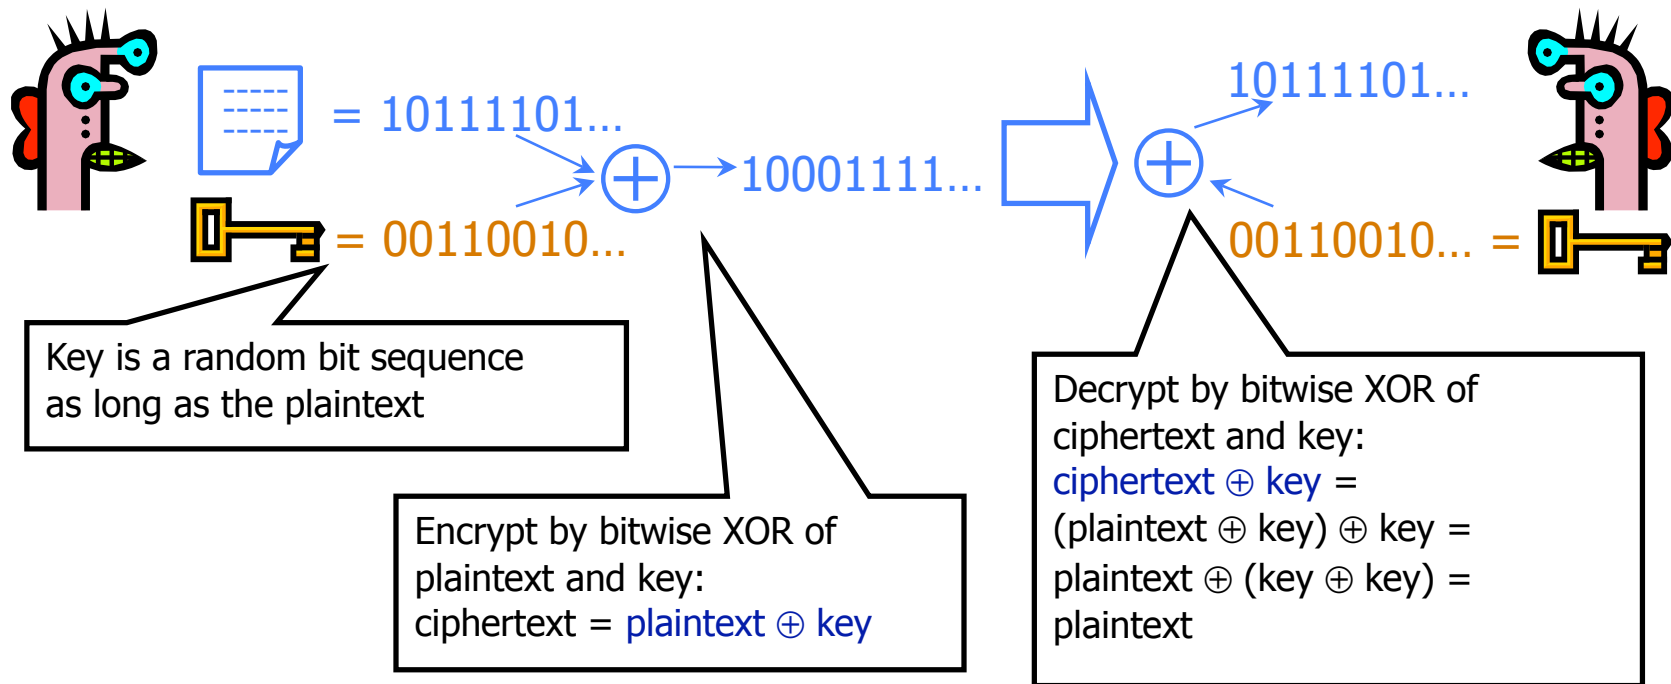 = 10111101...
10001111...
10111101...
= 00110010...
00110010... =
Key is a random bit sequence
as long as the plaintext
Encrypt by bitwise XOR of
plaintext and key:
ciphertext = plaintext ⊕ key
Decrypt by bitwise XOR of
ciphertext and key:
ciphertext ⊕ key =
(plaintext ⊕ key) ⊕ key =
plaintext ⊕ (key ⊕ key) =
plaintext